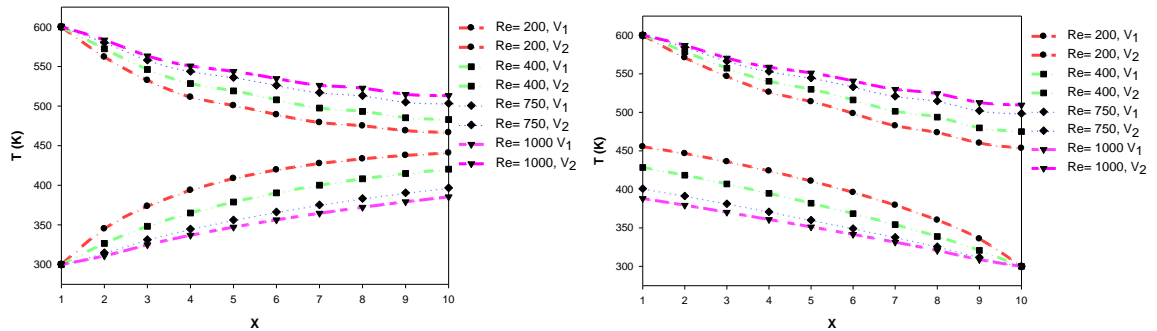 600
550
500
450
400
350
300
T (K)
1 2 3 4 5 6 7 8 9 10
X
Re= 200, V1
Re= 200, V2
Re= 400, V1
Re= 400, V2
Re= 750, V1
Re= 750, V2
Re= 1000 V1
Re= 1000, V2
600
550
500
450
400
350
300
T (K)
1 2 3 4 5 6 7 8 9 10
X
Re= 200, V1
Re= 200, V2
Re= 400, V1
Re= 400, V2
Re= 750, V1
Re= 750, V2
Re= 1000 V1
Re= 1000, V2